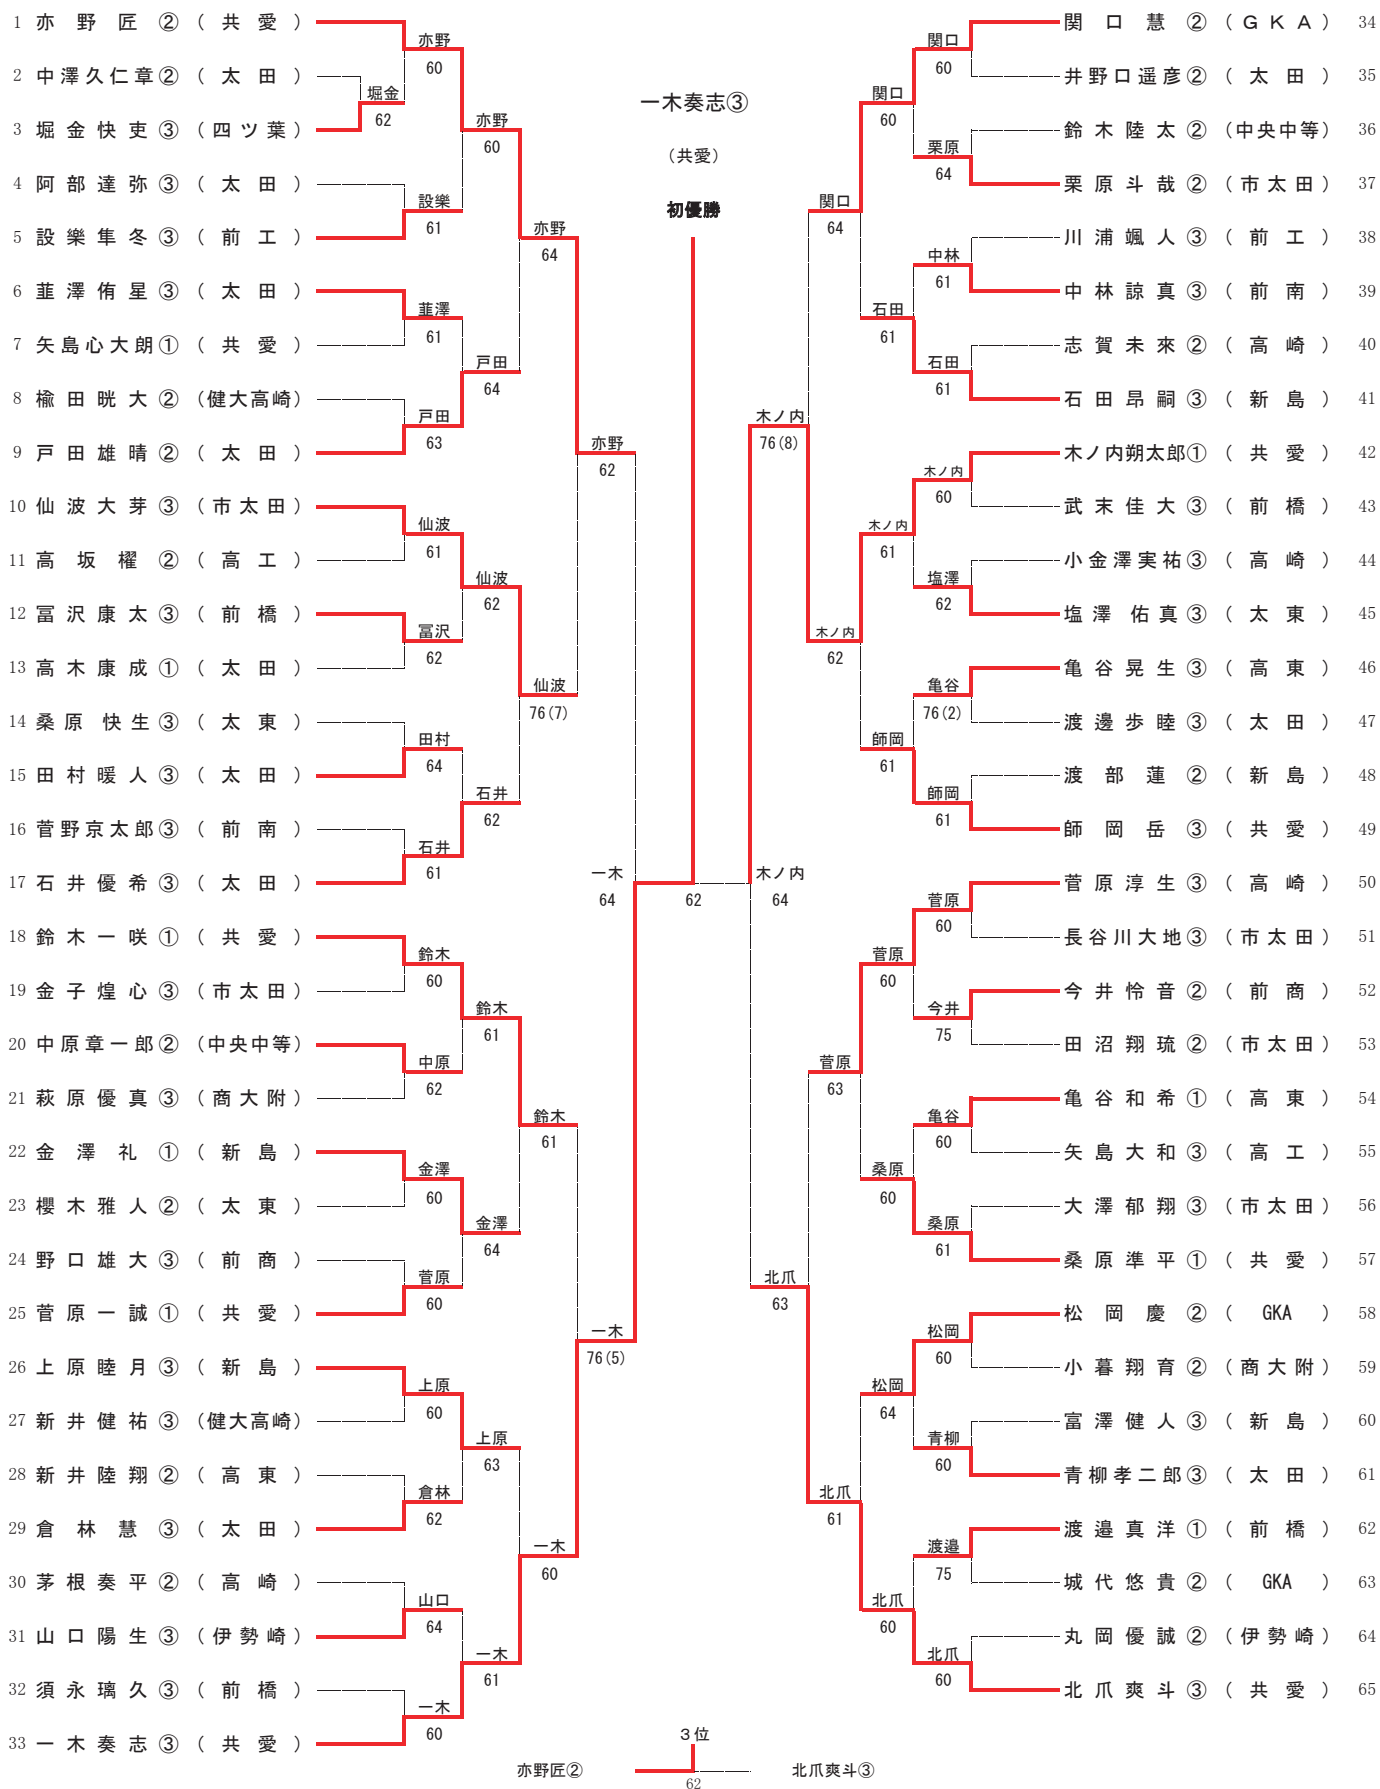 一木奏志③
（共愛）
初優勝
1 亦野匠② （共愛）
2 中澤久仁章② （太田）
3 堀金快吏③ （四ツ葉）
4 阿部達弥③ （太田）
5 設樂隼冬③ （前工）
6 韮澤侑星③ （太田）
7 矢島心大朗① （共愛）
8 楡田晄大② （健大高崎）
9 戸田雄晴② （太田）
10 仙波大芽③ （市太田）
11 高坂櫂② （高工）
12 冨沢康太③ （前橋）
13 高木康成① （太田）
14 桑原快生③ （太東）
15 田村暖人③ （太田）
16 菅野京太郎③ （前南）
17 石井優希③ （太田）
18 鈴木一咲① （共愛）
19 金子煌心③ （市太田）
20 中原章一郎② （中央中等）
21 萩原優真③ （商大附）
22 金澤礼① （新島）
23 櫻木雅人② （太東）
24 野口雄大③ （前商）
25 菅原一誠① （共愛）
26 上原睦月③ （新島）
27 新井健祐③ （健大高崎）
28 新井陸翔② （高東）
29 倉林慧③ （太田）
30 茅根奏平② （高崎）
31 山口陽生③ （伊勢崎）
32 須永璃久③ （前橋）
33 一木奏志③ （共愛）
亦野
60
堀金
62
亦野
60
設樂
61
亦野
64
韮澤
61
戸田
64
戸田
63
亦野
62
仙波
61
仙波
62
冨沢
62
仙波
76(7)
田村
64
石井
62
石井
61
一木
64
鈴木
60
鈴木
61
中原
62
鈴木
61
金澤
60
金澤
64
菅原
60
一木
76(5)
上原
60
上原
63
倉林
62
一木
60
山口
64
一木
61
一木
60
62
関口
60
関口
60
栗原
64
関口
64
中林
61
石田
61
石田
61
木ノ内
76(8)
木ノ内
60
木ノ内
61
塩澤
62
木ノ内
62
亀谷
76(2)
師岡
61
師岡
61
木ノ内
64
菅原
60
菅原
60
今井
75
菅原
63
亀谷
60
桑原
60
桑原
61
北爪
63
松岡
60
松岡
64
青柳
60
北爪
61
渡邉
75
北爪
60
北爪
60
関口慧② （GKA） 34
井野口遥彦② （太田） 35
鈴木陸太② （中央中等） 36
栗原斗哉② （市太田） 37
川浦颯人③ （前工） 38
中林諒真③ （前南） 39
志賀未來② （高崎） 40
石田昂嗣③ （新島） 41
木ノ内朔太郎① （共愛） 42
武末佳大③ （前橋） 43
小金澤実祐③ （高崎） 44
塩澤佑真③ （太東） 45
亀谷晃生③ （高東） 46
渡邊歩睦③ （太田） 47
渡部蓮② （新島） 48
師岡岳③ （共愛） 49
菅原淳生③ （高崎） 50
長谷川大地③ （市太田） 51
今井怜音② （前商） 52
田沼翔琉② （市太田） 53
亀谷和希① （高東） 54
矢島大和③ （高工） 55
大澤郁翔③ （市太田） 56
桑原準平① （共愛） 57
松岡慶② （GKA） 58
小暮翔育② （商大附） 59
富澤健人③ （新島） 60
青柳孝二郎③ （太田） 61
渡邉真洋① （前橋） 62
城代悠貴② （GKA） 63
丸岡優誠② （伊勢崎） 64
北爪爽斗③ （共愛） 65
３位
亦野匠② 北爪爽斗③
62